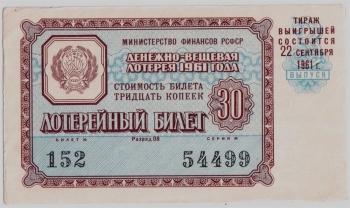 МИНИСТЕРСТВО ФИНАНСОВ РСФСР
ДЕНЕЖНО-ВЕЩЕВАЯ
ЛОТЕРЕЯ 1961 ГОДА
СТОИМОСТЬ БИЛЕТА
ТРИДЦАТЬ КОПЕЕК
30
ЛОТЕРЕЙНЫЙ БИЛЕТ
БИЛЕТ № Разряд СЕРИЯ №
152 54499
ТИРАЖ
ВЫИГРЫШЕЙ
СОСТОИТСЯ
22 СЕНТЯБРЯ
1961 г.
ВЫПУСК